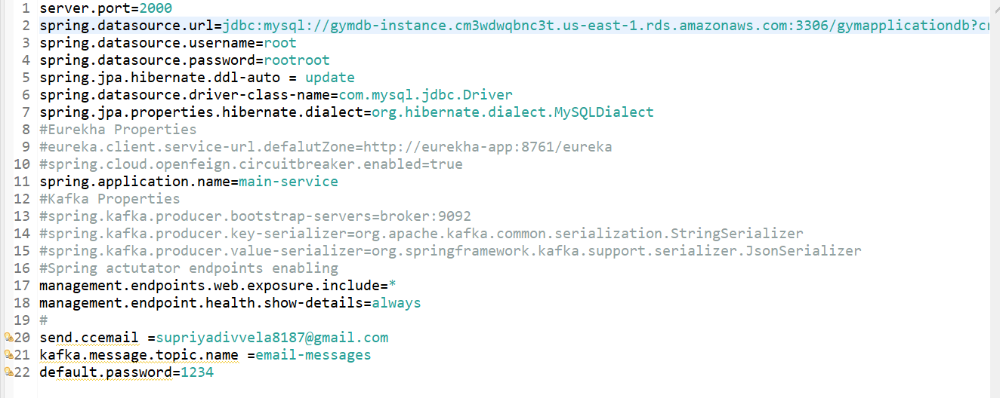 1 server.port=2000
2 spring.datasource.url=jdbc:mysql://gymdb-instance.cm3wdwqbnc3t.us-east-1.rds.amazonaws.com:3306/gymapplicationdb?cr
3 spring.datasource.username=root
4 spring.datasource.password=rootroot
5 spring.jpa.hibernate.ddl-auto = update
6 spring.datasource.driver-class-name=com.mysql.jdbc.Driver
7 spring.jpa.properties.hibernate.dialect=org.hibernate.dialect.MySQLDialect
8 #Eurekha Properties
9 #eureka.client.service-url.defalutZone=http://eurekha-app:8761/eureka
10 #spring.cloud.openfeign.circuitbreaker.enabled=true
11 spring.application.name=main-service
12 #Kafka Properties
13 #spring.kafka.producer.bootstrap-servers=broker:9092
14 #spring.kafka.producer.key-serializer=org.apache.kafka.common.serialization.StringSerializer
15 #spring.kafka.producer.value-serializer=org.springframework.kafka.support.serializer.JsonSerializer
16 #Spring actutator endpoints enabling
17 management.endpoints.web.exposure.include=*
18 management.endpoint.health.show-details=always
19 #
20 send.ccemail =supriyadivvela8187@gmail.com
21 kafka.message.topic.name =email-messages
22 default.password=1234